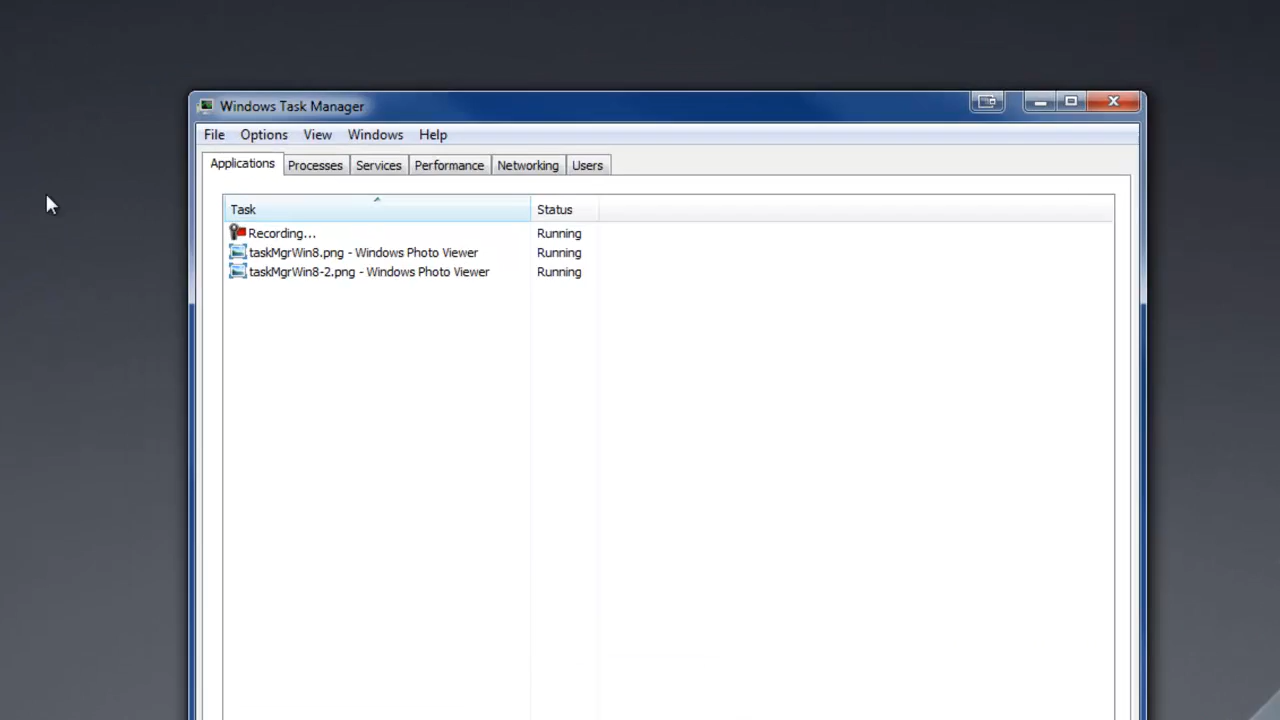 Windows Task Manager
File Options View Windows Help
Applications Processes Services Performance Networking Users
Task Status
Recording... Running
taskMgrWin8.png - Windows Photo Viewer Running
taskMgrWin8-2.png - Windows Photo Viewer Running